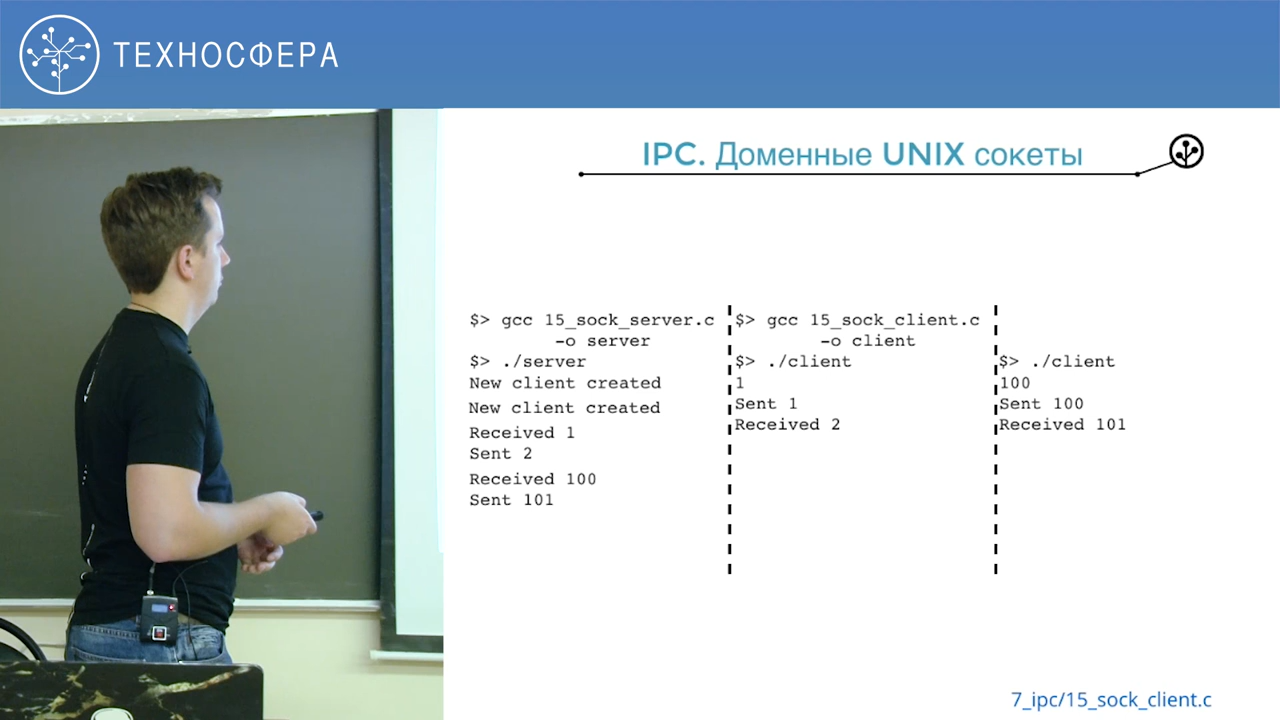 ТЕХНОСФЕРА
IPC. Доменные UNIX сокеты
$> gcc 15_sock_server.c
-o server
$> ./server
New client created
New client created
Received 1
Sent 2
Received 100
Sent 101
$> gcc 15_sock_client.c
-o client
$> ./client
1
Sent 1
Received 2
$> ./client
100
Sent 100
Received 101
7_ipc/15_sock_client.c